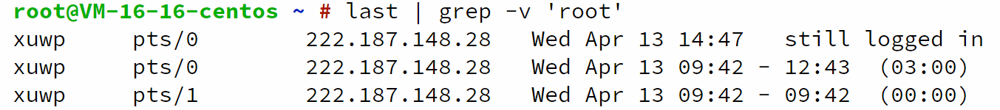 root@VM-16-16-centos ~ # last | grep -v 'root'
xuwp     pts/0        222.187.148.28   Wed Apr 13 14:47   still logged in
xuwp     pts/0        222.187.148.28   Wed Apr 13 09:42 - 12:43  (03:00)
xuwp     pts/1        222.187.148.28   Wed Apr 13 09:42 - 09:42  (00:00)